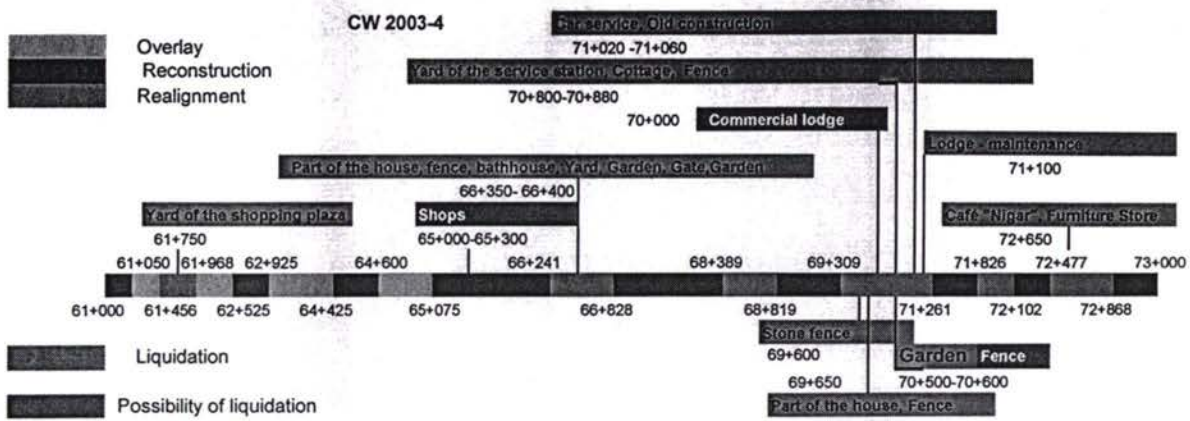 CW 2003-4
Car service, Old construction
71+020 -71+060
Overlay
Reconstruction
Realignment
Yard of the service station, Cottage, Fence
70+800-70+880
70+000
Commercial lodge
Lodge - maintenance
71+100
Part of the house, fence, bathhouse, Yard, Garden, Gate,Garden
66+350- 66+400
Yard of the shopping plaza
61+750
Shops
65+000-65+300
Café "Nigar", Furniture Store
72+650
61+050 61+968 62+925 64+600 66+241 68+389 69+309 71+826 72+477 73+000
61+000 61+456 62+525 64+425 65+075 66+828 68+819 71+261 72+102 72+868
Stone fence
69+600
Liquidation
Garden Fence
70+500-70+600
69+650
Part of the house, Fence
Possibility of liquidation